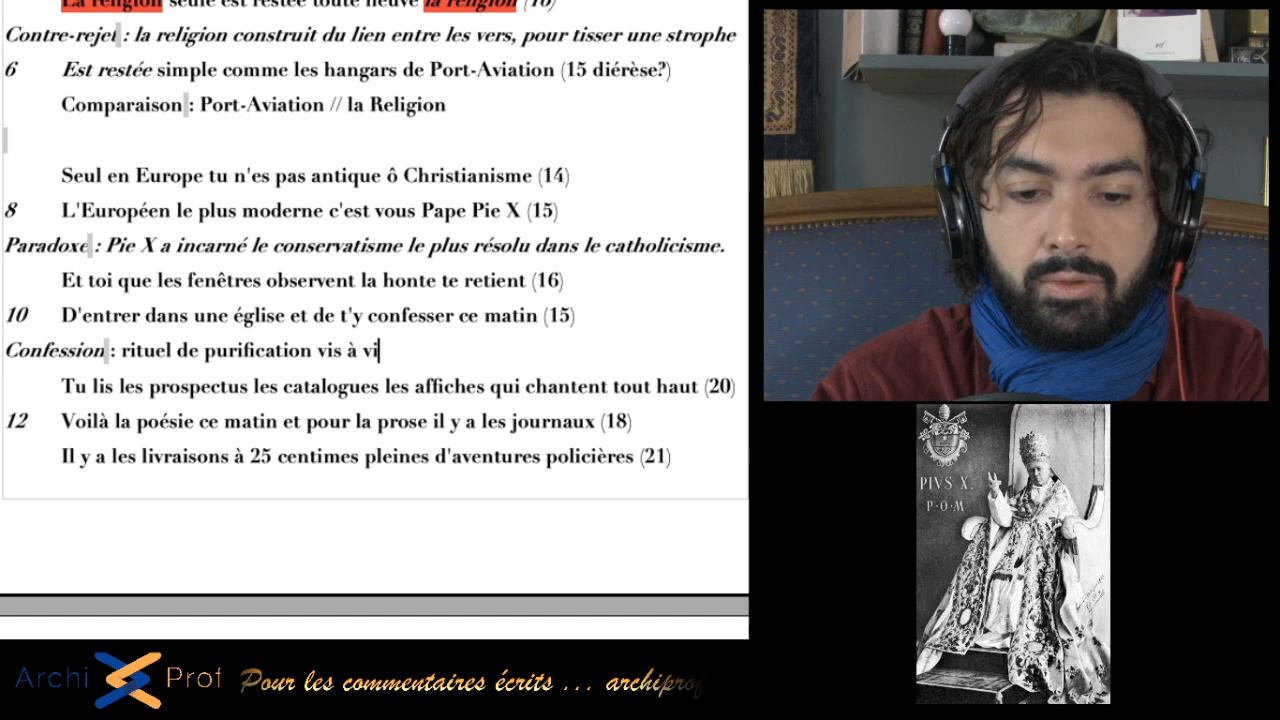 La religion seule est restée toute neuve la religion (16)
Contre-rejet : la religion construit du lien entre les vers, pour tisser une strophe
6 Est restée simple comme les hangars de Port-Aviation (15 diérèse?)
Comparaison : Port-Aviation // la Religion
Seul en Europe tu n'es pas antique ô Christianisme (14)
8 L'Européen le plus moderne c'est vous Pape Pie X (15)
Paradoxe : Pie X a incarné le conservatisme le plus résolu dans le catholicisme.
Et toi que les fenêtres observent la honte te retient (16)
10 D'entrer dans une église et de t'y confesser ce matin (15)
Confession : rituel de purification vis à vi
Tu lis les prospectus les catalogues les affiches qui chantent tout haut (20)
12 Voilà la poésie ce matin et pour la prose il y a les journaux (18)
Il y a les livraisons à 25 centimes pleines d'aventures policières (21)
PIVS X.
P·O·M
Archi Prof
Pour les commentaires écrits ... archiprof